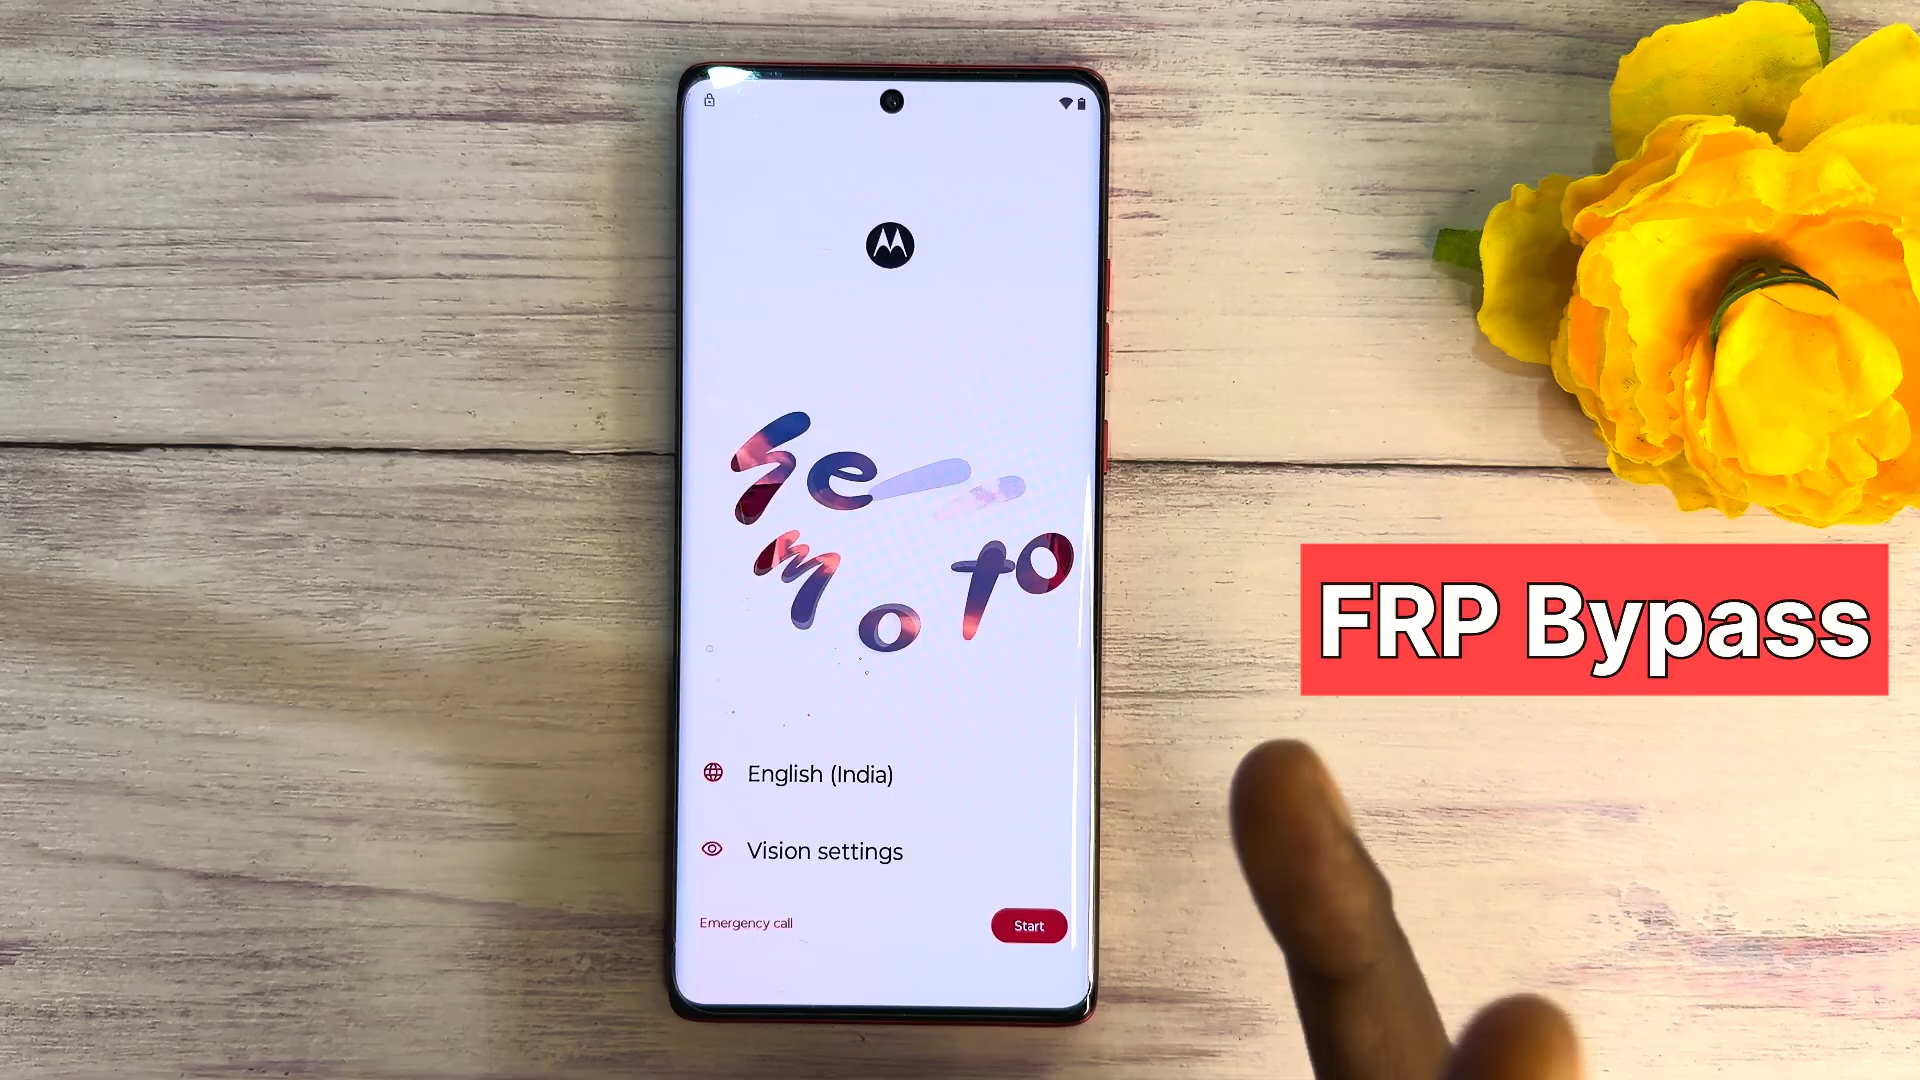 Hello
moto
English (India)
Vision settings
Emergency call
Start
FRP Bypass